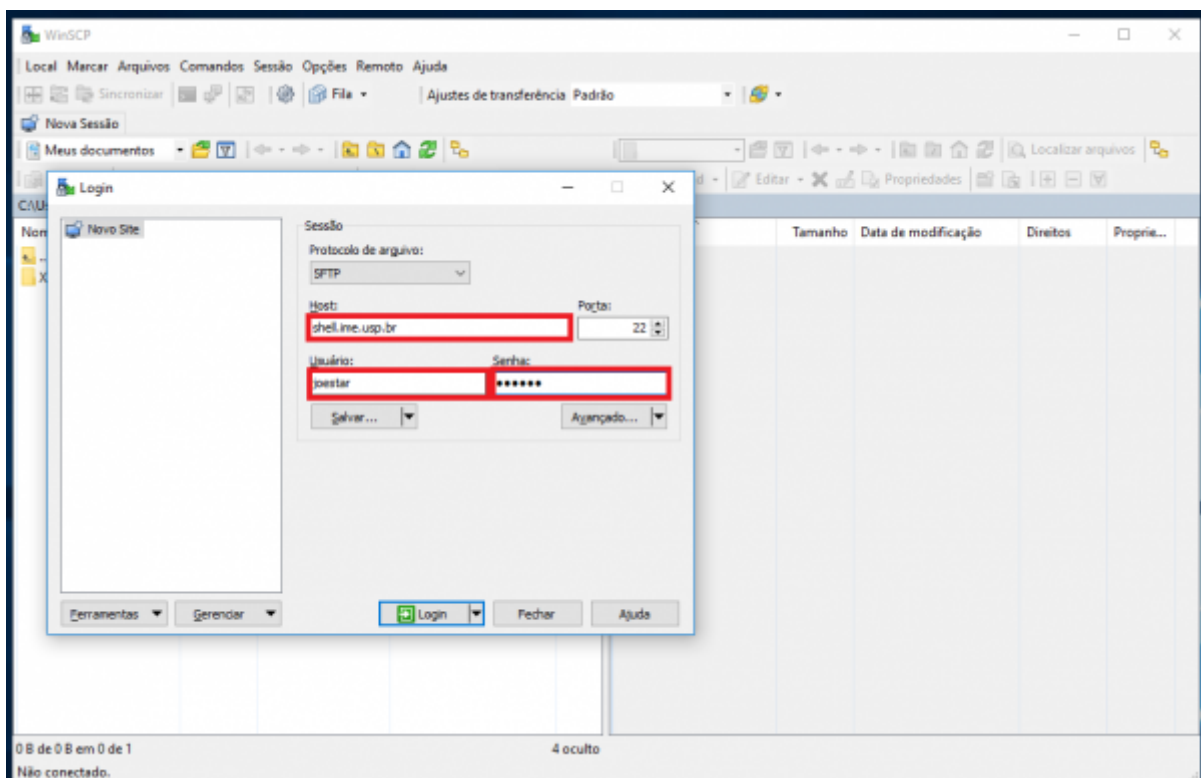 WinSCP
Local Marcar Arquivos Comandos Sessão Opções Remoto Ajuda
Sincronizar Fila Ajustes de transferência Padrão
Nova Sessão
Meus documentos Localizar arquivos
Login Editar Propriedades
Novo Site Sessão Tamanho Data de modificação Direitos Proprie...
Protocolo de arquivo:
SFTP
Host: Porta:
shell.ime.usp.br 22
Usuário: Senha:
joestar ••••••
Salvar... Avançado...
Ferramentas Gerenciar Login Fechar Ajuda
0 B de 0 B em 0 de 1 4 oculto
Não conectado.